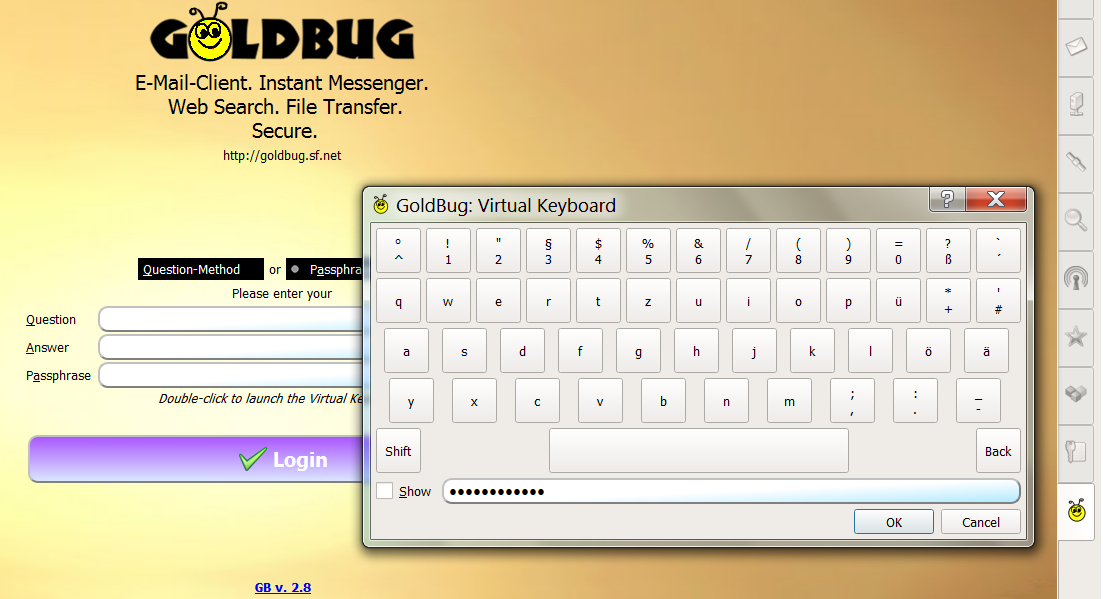 GOLDBUG
E-Mail-Client. Instant Messenger.
Web Search. File Transfer.
Secure.
http://goldbug.sf.net
GoldBug: Virtual Keyboard
° ! " § $ % & / ( ) = ? `
^ 1 2 3 4 5 6 7 8 9 0 ß ´
Question-Method or Passphra
Please enter your
q w e r t z u i o p ü * '
+ #
Question
Answer
Passphrase
a s d f g h j k l ö ä
Double-click to launch the Virtual Ke
y x c v b n m ; : _
, . -
Shift Back
Login
Show ●●●●●●●●●●●●
OK Cancel
GB v. 2.8